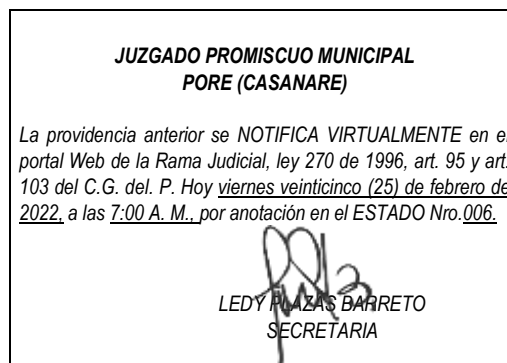 JUZGADO PROMISCUO MUNICIPAL
PORE (CASANARE)
La providencia anterior se NOTIFICA VIRTUALMENTE en el
portal Web de la Rama Judicial, ley 270 de 1996, art. 95 y art.
103 del C.G. del. P. Hoy viernes veinticinco (25) de febrero de
2022, a las 7:00 A. M., por anotación en el ESTADO Nro.006.
LEDY PLAZAS BARRETO
SECRETARIA